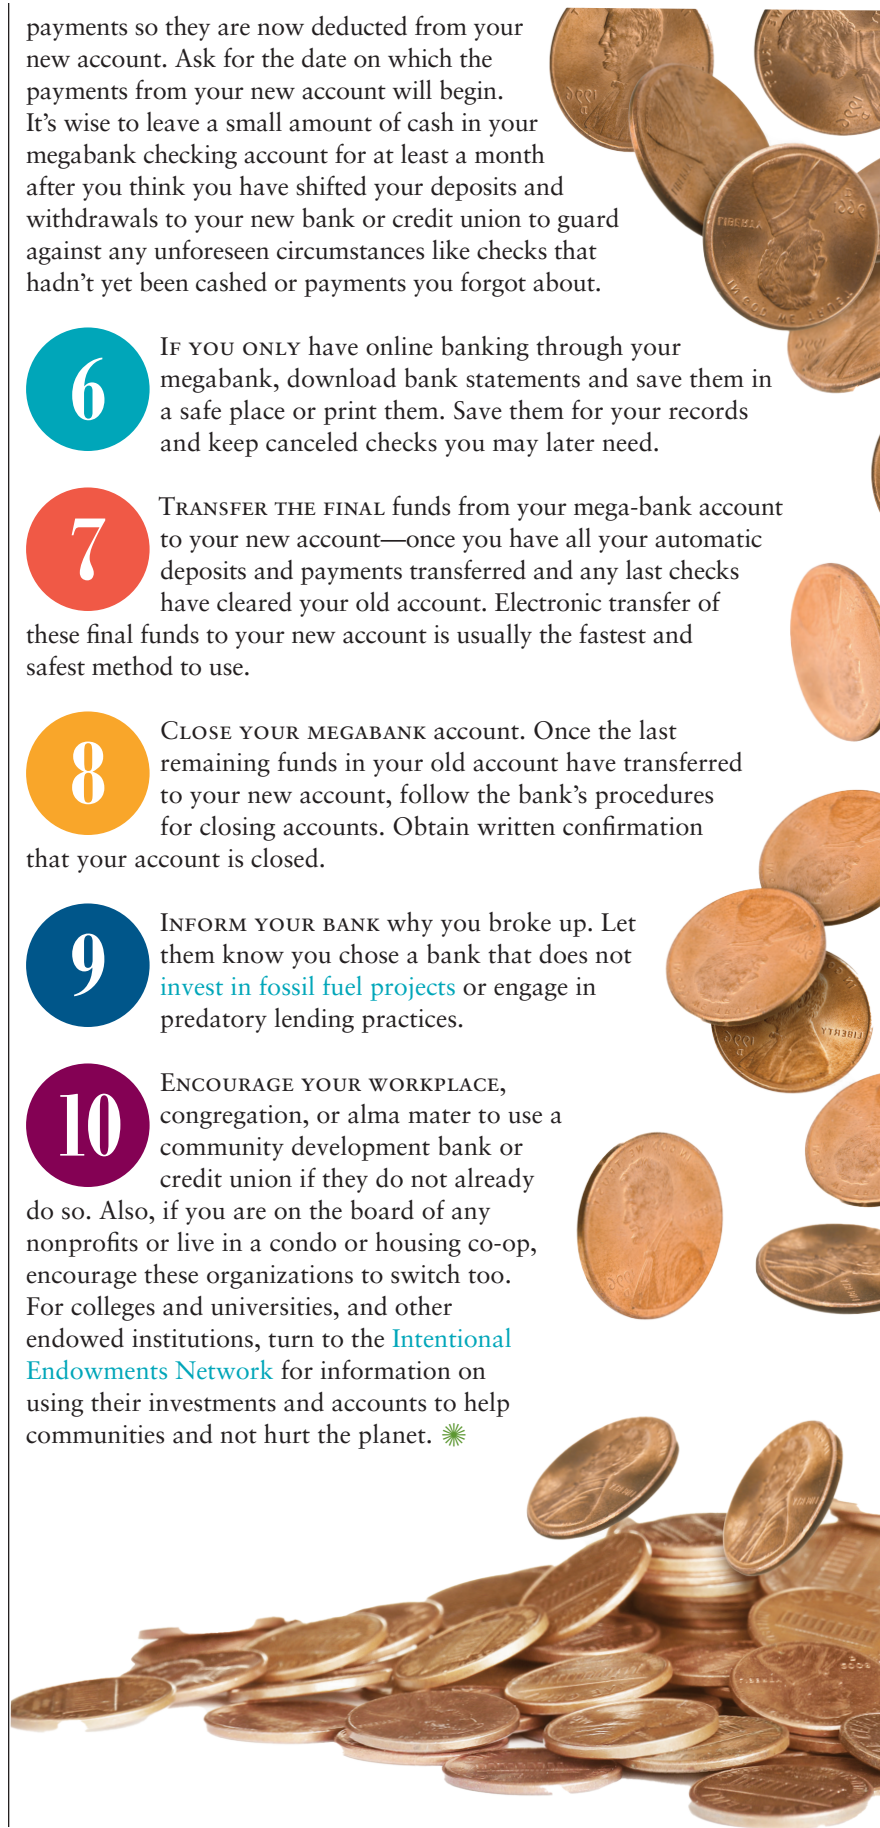 payments so they are now deducted from your
new account. Ask for the date on which the
payments from your new account will begin.
It’s wise to leave a small amount of cash in your
megabank checking account for at least a month
after you think you have shifted your deposits and
withdrawals to your new bank or credit union to guard
against any unforeseen circumstances like checks that
hadn’t yet been cashed or payments you forgot about.
6
IF YOU ONLY have online banking through your
megabank, download bank statements and save them in
a safe place or print them. Save them for your records
and keep canceled checks you may later need.
7
TRANSFER THE FINAL funds from your mega-bank account
to your new account—once you have all your automatic
deposits and payments transferred and any last checks
have cleared your old account. Electronic transfer of
these final funds to your new account is usually the fastest and
safest method to use.
8
CLOSE YOUR MEGABANK account. Once the last
remaining funds in your old account have transferred
to your new account, follow the bank’s procedures
for closing accounts. Obtain written confirmation
that your account is closed.
9
INFORM YOUR BANK why you broke up. Let
them know you chose a bank that does not
invest in fossil fuel projects or engage in
predatory lending practices.
10
ENCOURAGE YOUR WORKPLACE,
congregation, or alma mater to use a
community development bank or
credit union if they do not already
do so. Also, if you are on the board of any
nonprofits or live in a condo or housing co-op,
encourage these organizations to switch too.
For colleges and universities, and other
endowed institutions, turn to the Intentional
Endowments Network for information on
using their investments and accounts to help
communities and not hurt the planet.
LIBERTY
IN GOD WE TRUST
LIBERTY